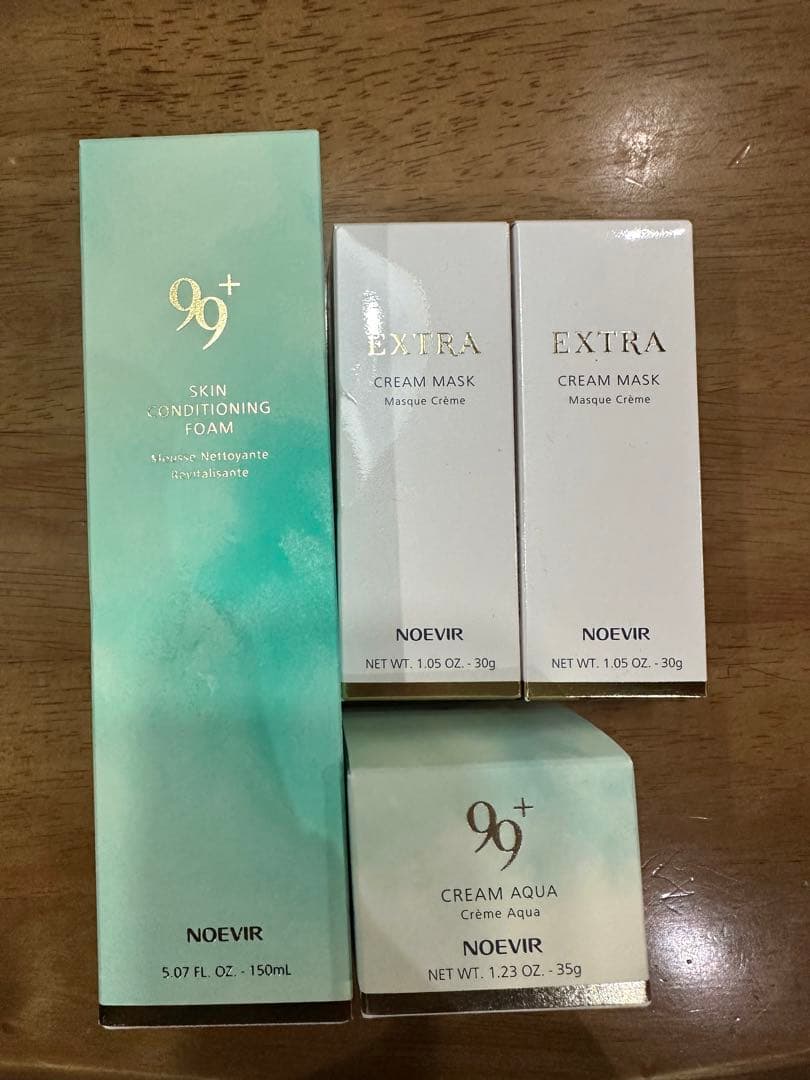 99+
SKIN
CONDITIONING
FOAM
Mousse Nettoyante
Revitalisante
NOEVIR
5.07 FL. OZ. - 150mL
EXTRA
CREAM MASK
Masque Crème
NOEVIR
NET WT. 1.05 OZ. - 30g
EXTRA
CREAM MASK
Masque Crème
NOEVIR
NET WT. 1.05 OZ. - 30g
99+
CREAM AQUA
Crème Aqua
NOEVIR
NET WT. 1.23 OZ. - 35g